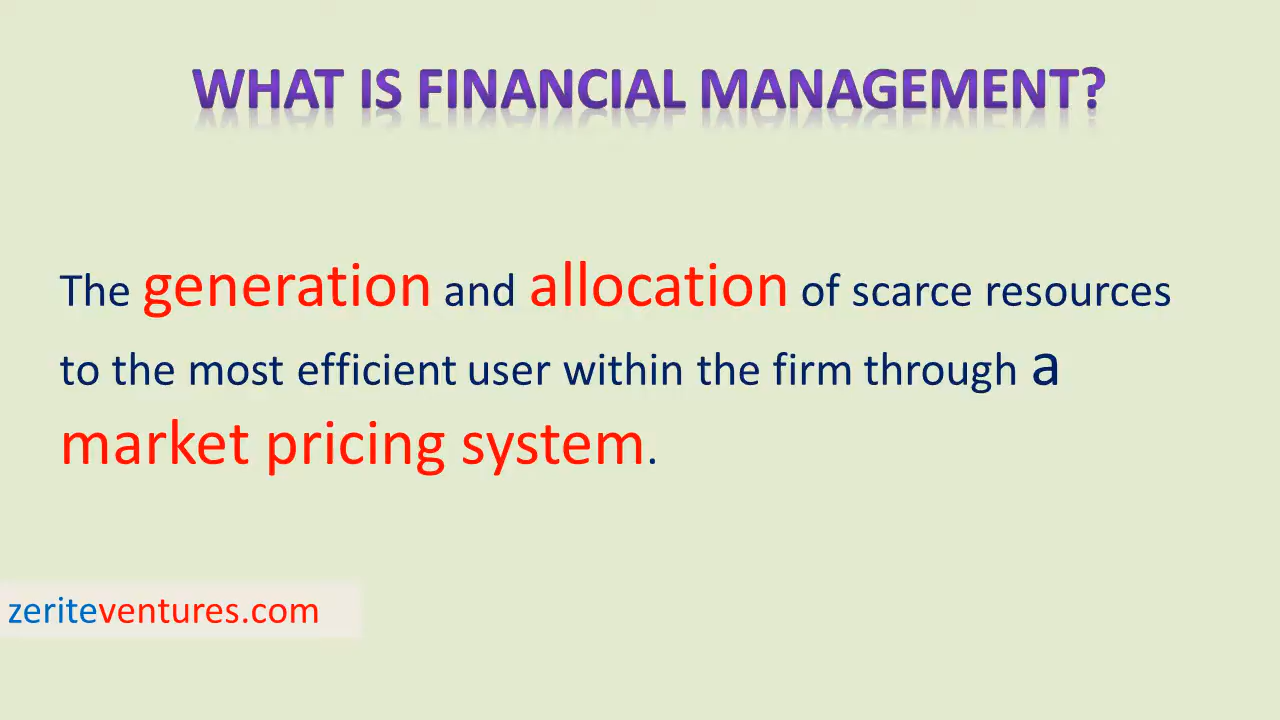 WHAT IS FINANCIAL MANAGEMENT?
The generation and allocation of scarce resources
to the most efficient user within the firm through a
market pricing system.
zeriteventures.com